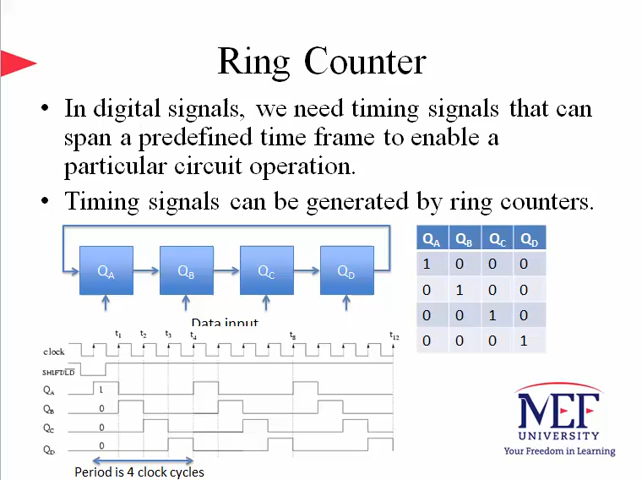 Ring Counter
• In digital signals, we need timing signals that can
span a predefined time frame to enable a
particular circuit operation.
• Timing signals can be generated by ring counters.
QA QB QC QD
QA QB QC QD
1 0 0 0
0 1 0 0
0 0 1 0
0 0 0 1
Data input
t1 t2 t3 t4 t8 t12
clock
SHIFT/LD
QA 1
QB 0
QC 0
QD 0
Period is 4 clock cycles
MEF
UNIVERSITY
Your Freedom in Learning